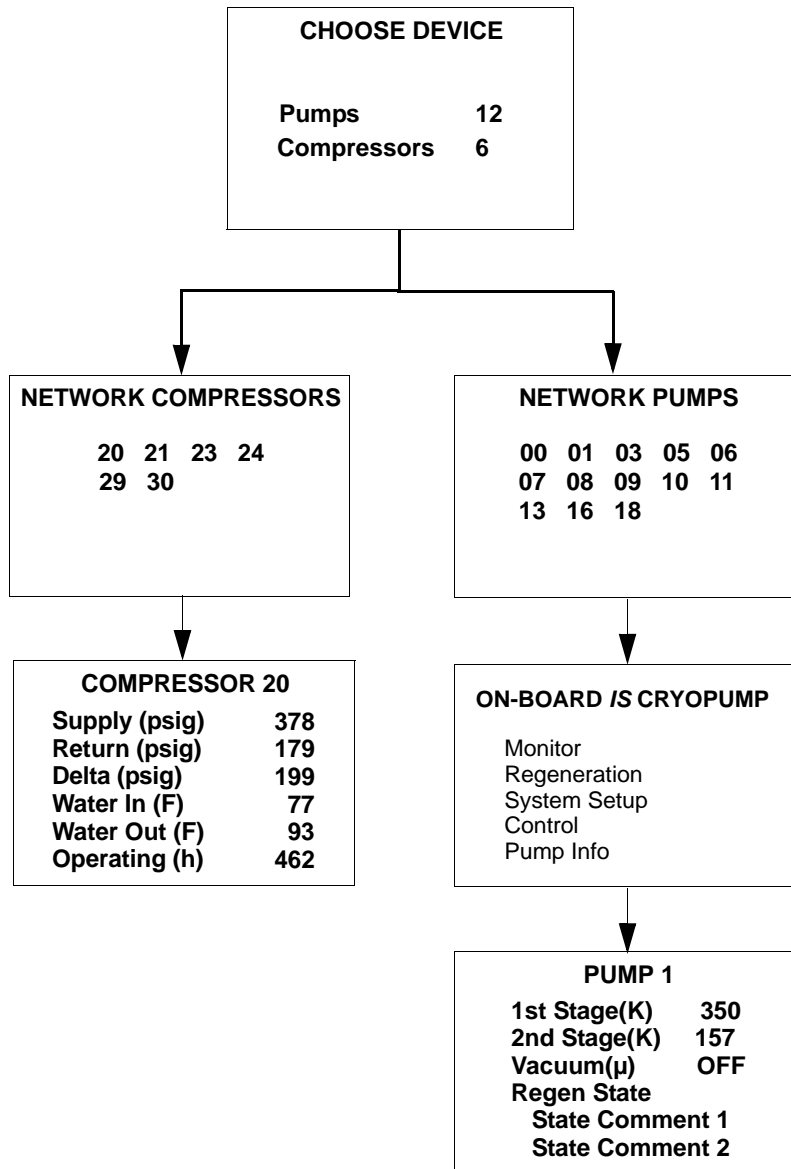 CHOOSE DEVICE
Pumps 12
Compressors 6
NETWORK COMPRESSORS
20 21 23 24
29 30
NETWORK PUMPS
00 01 03 05 06
07 08 09 10 11
13 16 18
COMPRESSOR 20
Supply (psig) 378
Return (psig) 179
Delta (psig) 199
Water In (F) 77
Water Out (F) 93
Operating (h) 462
ON-BOARD IS CRYOPUMP
Monitor
Regeneration
System Setup
Control
Pump Info
PUMP 1
1st Stage(K) 350
2nd Stage(K) 157
Vacuum(µ) OFF
Regen State
State Comment 1
State Comment 2